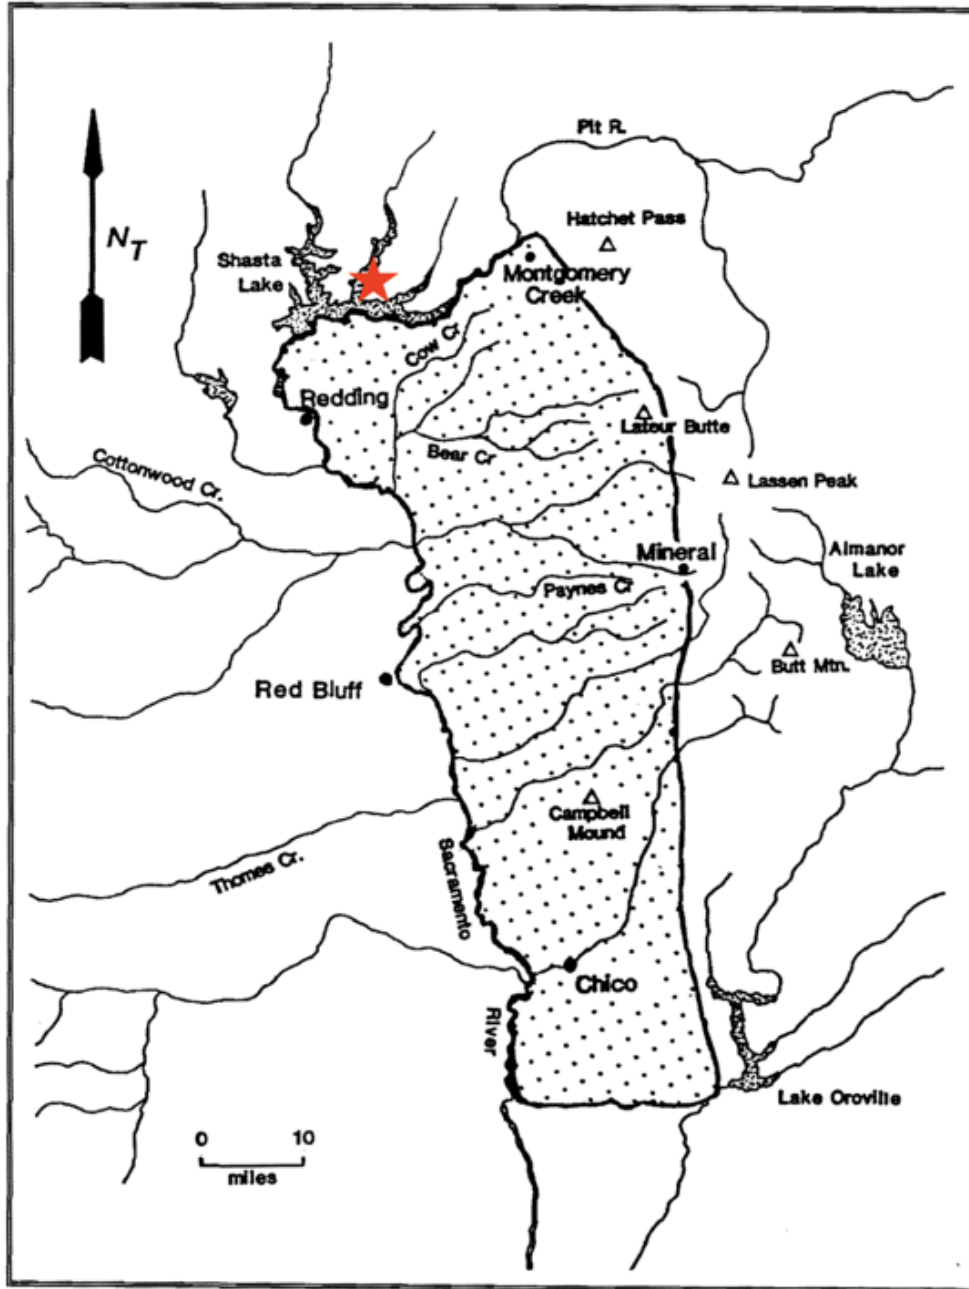 Pit R.
Hatchet Pass
N_T
Shasta
Lake
Montgomery
Creek
Cow Cr
Redding
Lateur Butte
Bear Cr
Cottonwood Cr.
Lassen Peak
Almanor
Lake
Mineral
Paynes Cr
Butt Mtn.
Red Bluff
Campbell
Mound
Thomes Cr.
Sacramento
River
Chico
Lake Oroville
0 10
miles